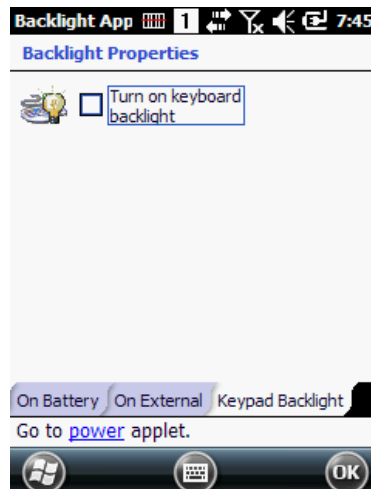 Backlight App 1 7:45
Backlight Properties
Turn on keyboard
backlight
On Battery On External Keypad Backlight
Go to power applet.
OK